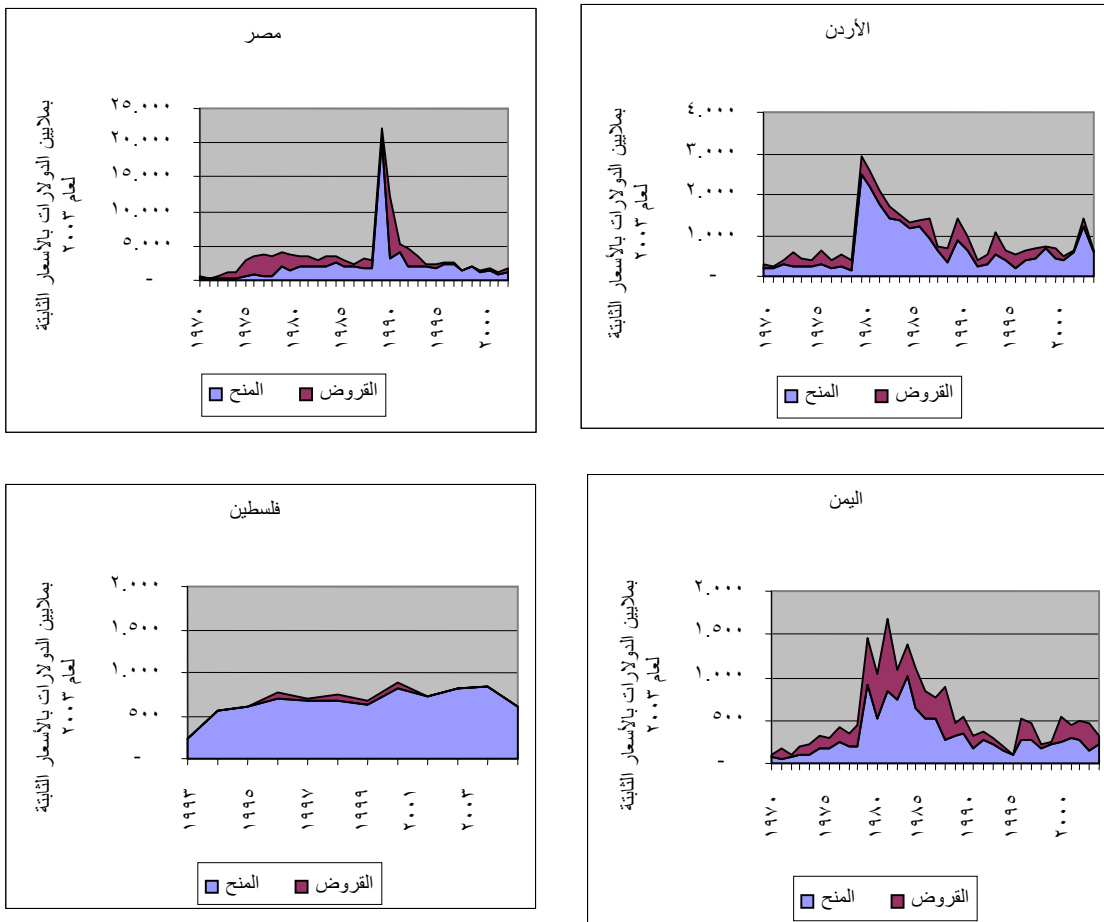 مصر
بملايين الدولارات بالأسعار الثابتة
لعام ٢٠٠٣
٢٥.٠٠٠
٢٠.٠٠٠
١٥.٠٠٠
١٠.٠٠٠
٥.٠٠٠
-
١٩٧٠
١٩٧٥
١٩٨٠
١٩٨٥
١٩٩٠
١٩٩٥
٢٠٠٠
المنح
القروض
الأردن
بملايين الدولارات بالأسعار الثابتة
لعام ٢٠٠٣
٤.٠٠٠
٣.٠٠٠
٢.٠٠٠
١.٠٠٠
-
١٩٧٠
١٩٧٥
١٩٨٠
١٩٨٥
١٩٩٠
١٩٩٥
٢٠٠٠
المنح
القروض
فلسطين
بملايين الدولارات بالأسعار الثابتة
لعام ٢٠٠٣
٢.٠٠٠
١.٥٠٠
١.٠٠٠
٥٠٠
-
١٩٩٣
١٩٩٥
١٩٩٧
١٩٩٩
٢٠٠١
٢٠٠٣
المنح
القروض
اليمن
بملايين الدولارات بالأسعار الثابتة
لعام ٢٠٠٣
٢.٠٠٠
١.٥٠٠
١.٠٠٠
٥٠٠
-
١٩٧٠
١٩٧٥
١٩٨٠
١٩٨٥
١٩٩٠
١٩٩٥
٢٠٠٠
المنح
القروض